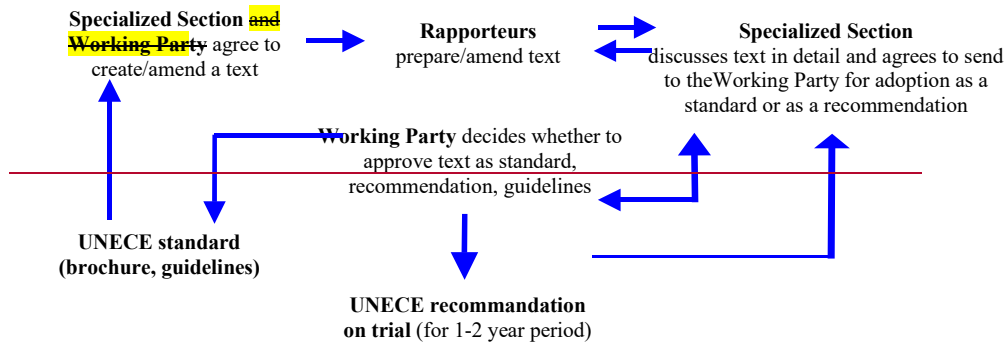 Specialized Section and
Working Party agree to
create/amend a text
Rapporteurs
prepare/amend text
Specialized Section
discusses text in detail and agrees to send
to theWorking Party for adoption as a
standard or as a recommendation
Working Party decides whether to
approve text as standard,
recommendation, guidelines
UNECE standard
(brochure, guidelines)
UNECE recommandation
on trial (for 1-2 year period)